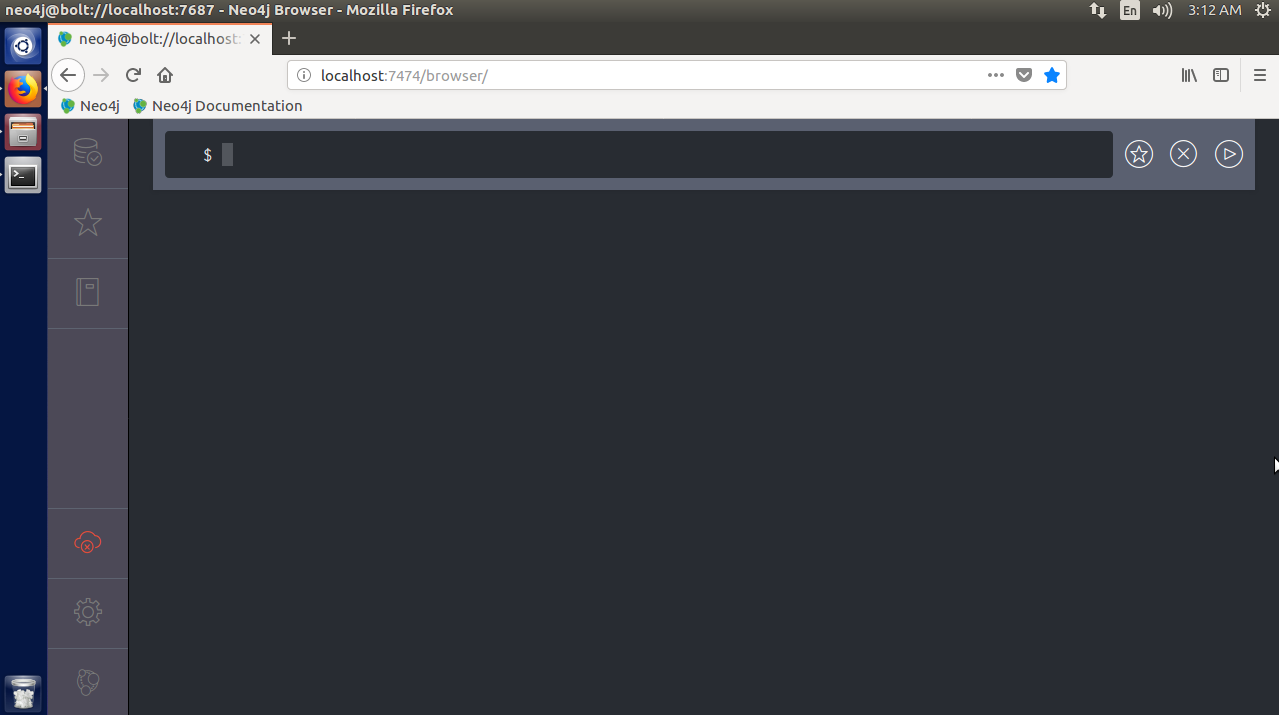 neo4j@bolt://localhost:7687 - Neo4j Browser - Mozilla Firefox
En
3:12 AM
neo4j@bolt://localhost:
localhost:7474/browser/
Neo4j
Neo4j Documentation
$